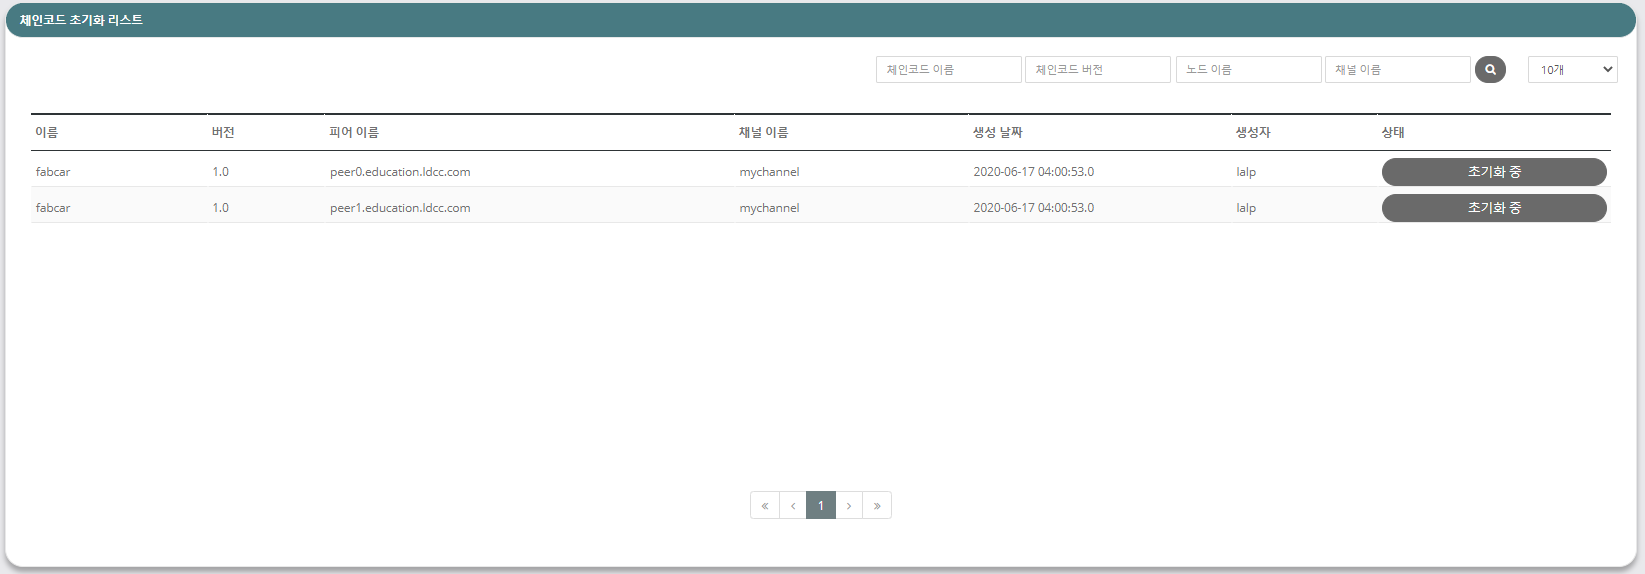 체인코드 초기화 리스트
체인코드 이름 체인코드 버전 노드 이름 채널 이름 10개
이름 버전 피어 이름 채널 이름 생성 날짜 생성자 상태
fabcar 1.0 peer0.education.ldcc.com mychannel 2020-06-17 04:00:53.0 lalp 초기화 중
fabcar 1.0 peer1.education.ldcc.com mychannel 2020-06-17 04:00:53.0 lalp 초기화 중
« ‹ 1 › »